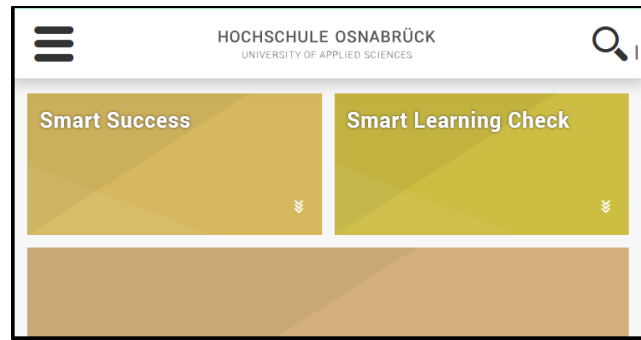 HOCHSCHULE OSNABRÜCK
UNIVERSITY OF APPLIED SCIENCES
Smart Success
Smart Learning Check